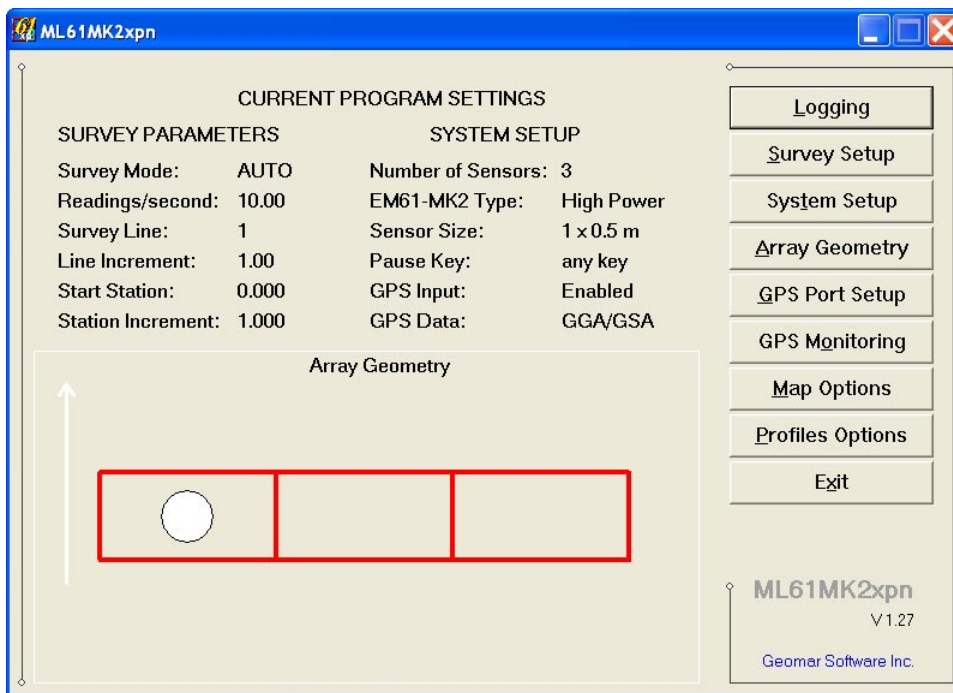 ML61MK2xpn
CURRENT PROGRAM SETTINGS
SURVEY PARAMETERS
Survey Mode: AUTO
Readings/second: 10.00
Survey Line: 1
Line Increment: 1.00
Start Station: 0.000
Station Increment: 1.000
SYSTEM SETUP
Number of Sensors: 3
EM61-MK2 Type: High Power
Sensor Size: 1 x 0.5 m
Pause Key: any key
GPS Input: Enabled
GPS Data: GGA/GSA
Array Geometry
Logging
Survey Setup
System Setup
Array Geometry
GPS Port Setup
GPS Monitoring
Map Options
Profiles Options
Exit
ML61MK2xpn
V 1.27
Geomar Software Inc.